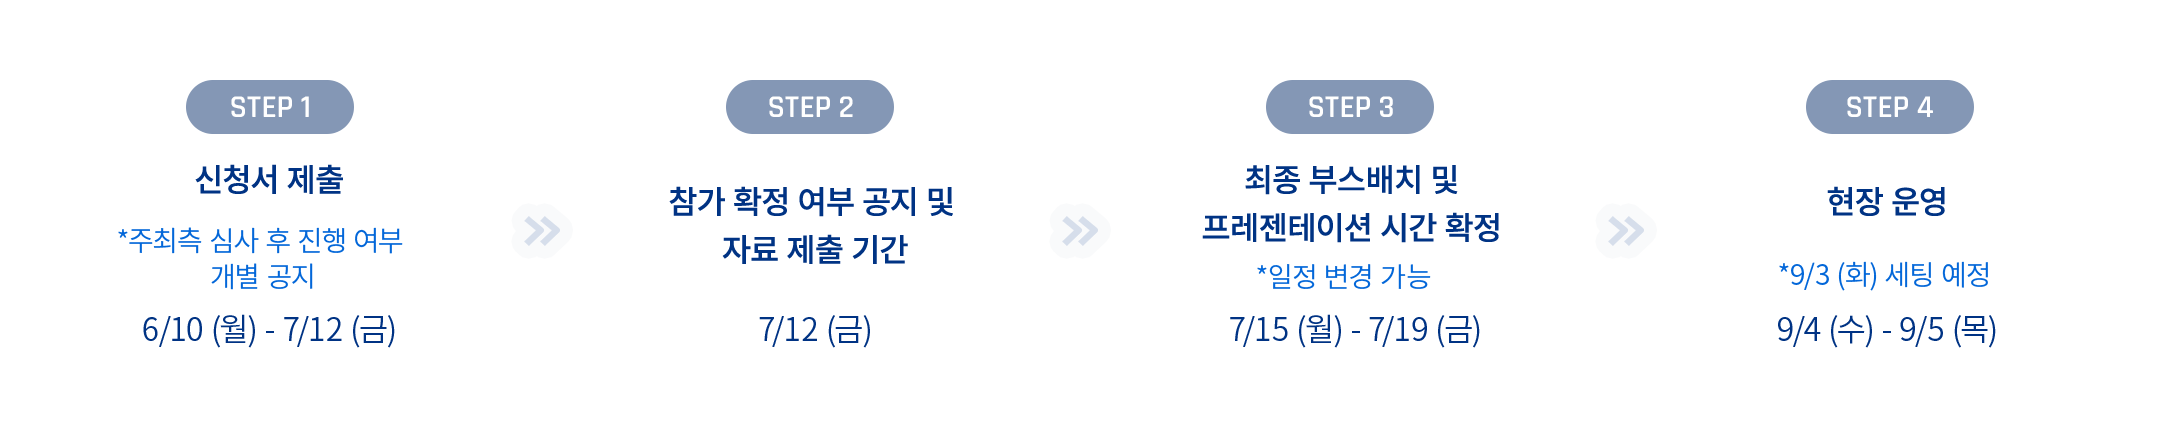 STEP 1
신청서 제출
*주최측 심사 후 진행 여부
개별 공지
6/10 (월) - 7/12 (금)
STEP 2
참가 확정 여부 공지 및
자료 제출 기간
7/12 (금)
STEP 3
최종 부스배치 및
프레젠테이션 시간 확정
*일정 변경 가능
7/15 (월) - 7/19 (금)
STEP 4
현장 운영
*9/3 (화) 세팅 예정
9/4 (수) - 9/5 (목)